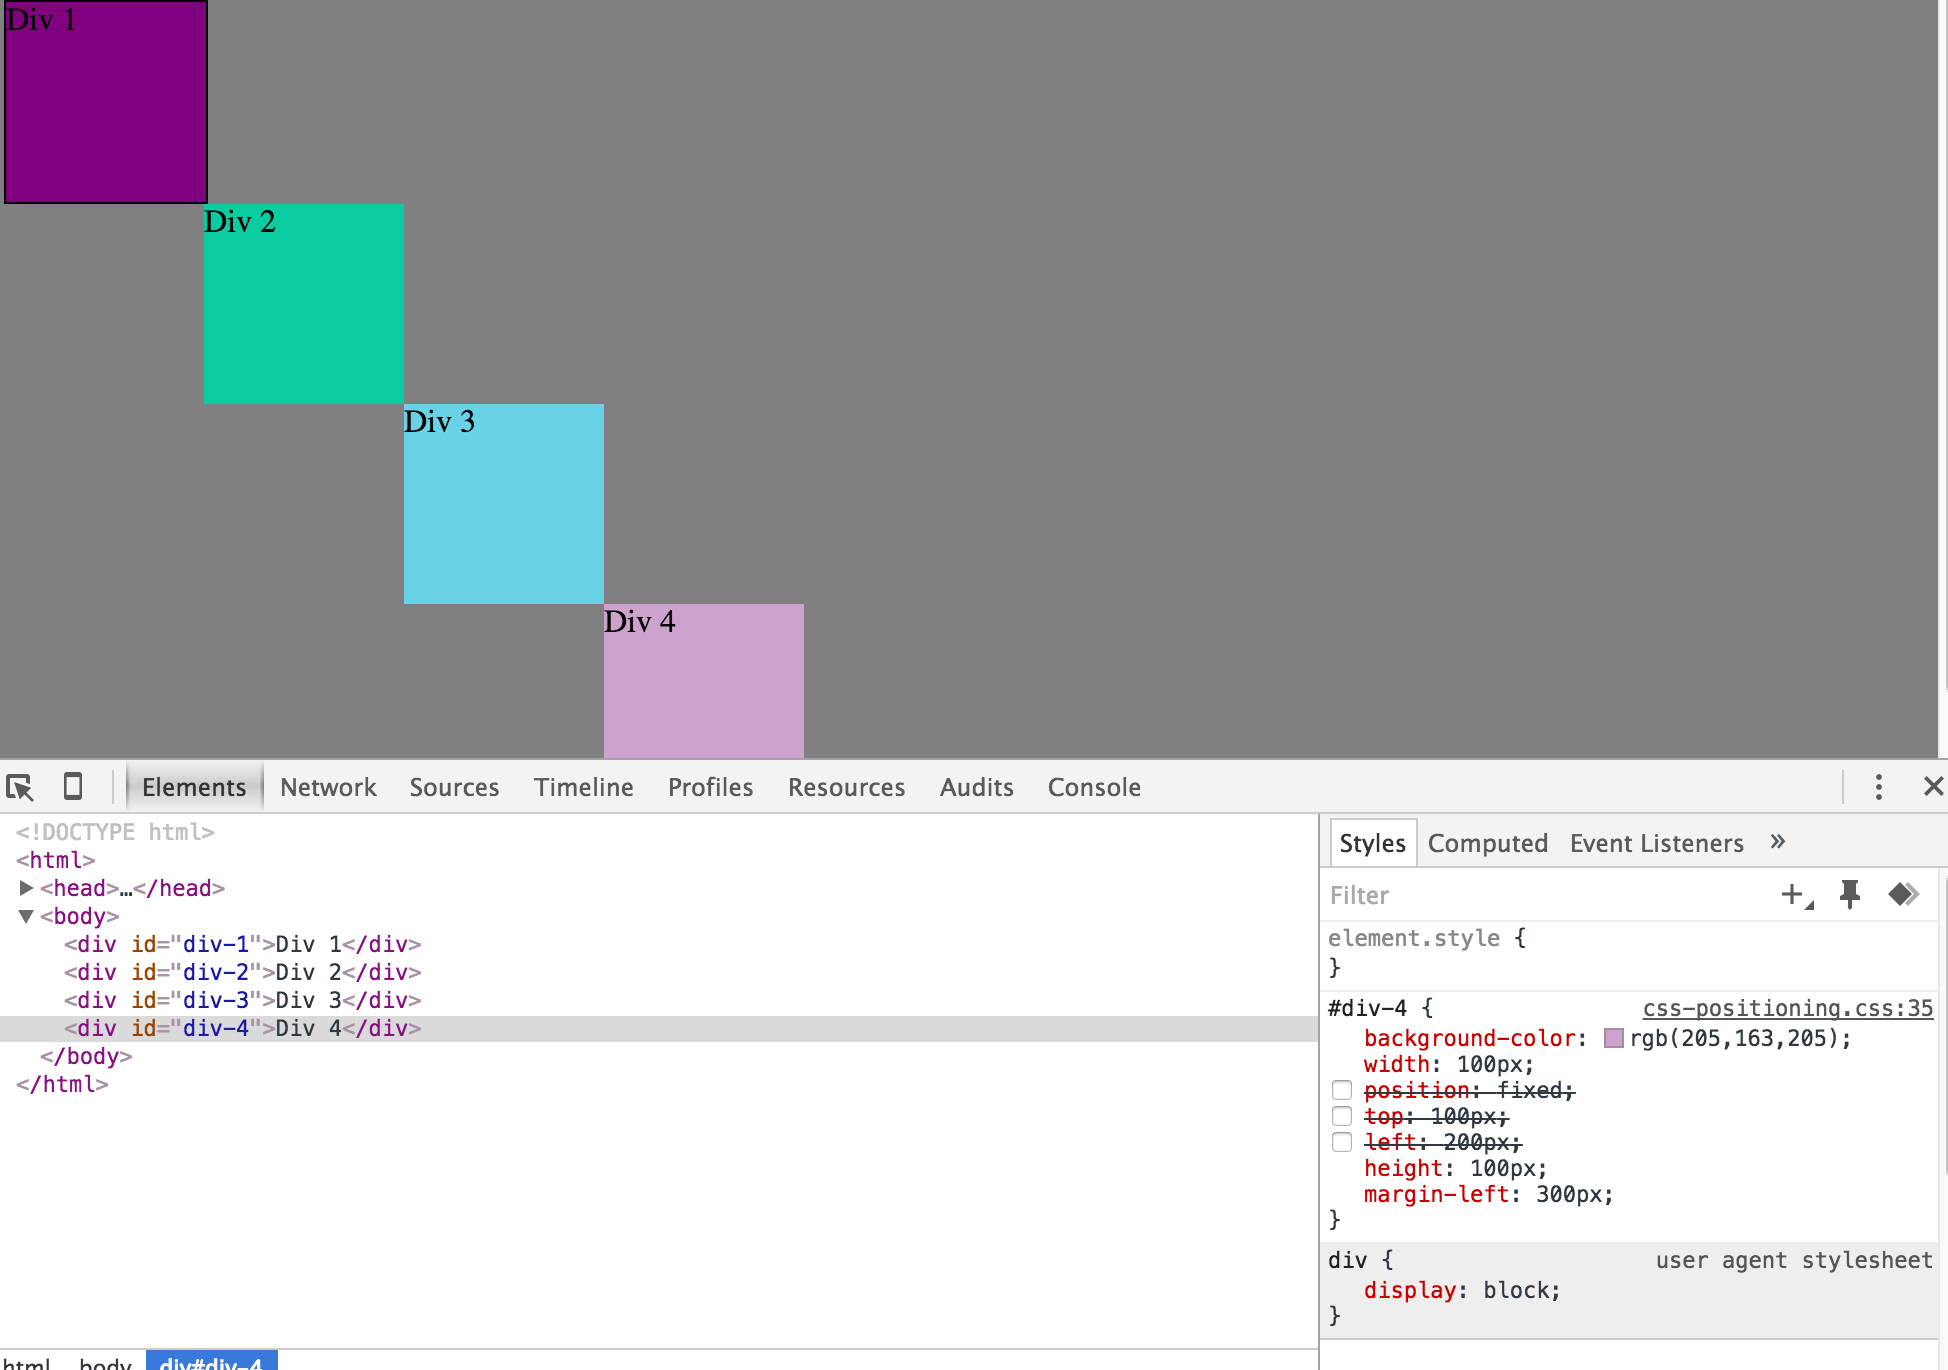 Div 1
Div 2
Div 3
Div 4
Elements Network Sources Timeline Profiles Resources Audits Console
<!DOCTYPE html>
<html>
<head>…</head>
<body>
<div id="div-1">Div 1</div>
<div id="div-2">Div 2</div>
<div id="div-3">Div 3</div>
<div id="div-4">Div 4</div>
</body>
</html>
html body div#div-4
Styles Computed Event Listeners »
Filter
element.style {
}
#div-4 { css-positioning.css:35
background-color: rgb(205,163,205);
width: 100px;
position: fixed;
top: 100px;
left: 200px;
height: 100px;
margin-left: 300px;
}
div { user agent stylesheet
display: block;
}